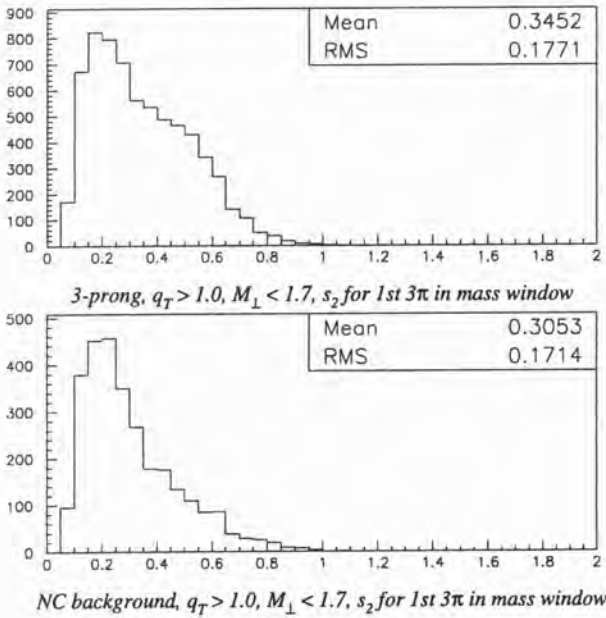 900
800
700
600
500
400
300
200
100
0
Mean 0.3452
RMS 0.1771
0 0.2 0.4 0.6 0.8 1 1.2 1.4 1.6 1.8 2
3-prong, q_T > 1.0, M_⊥ < 1.7, s_2 for 1st 3π in mass window
500
400
300
200
100
0
Mean 0.3053
RMS 0.1714
0 0.2 0.4 0.6 0.8 1 1.2 1.4 1.6 1.8 2
NC background, q_T > 1.0, M_⊥ < 1.7, s_2 for 1st 3π in mass window